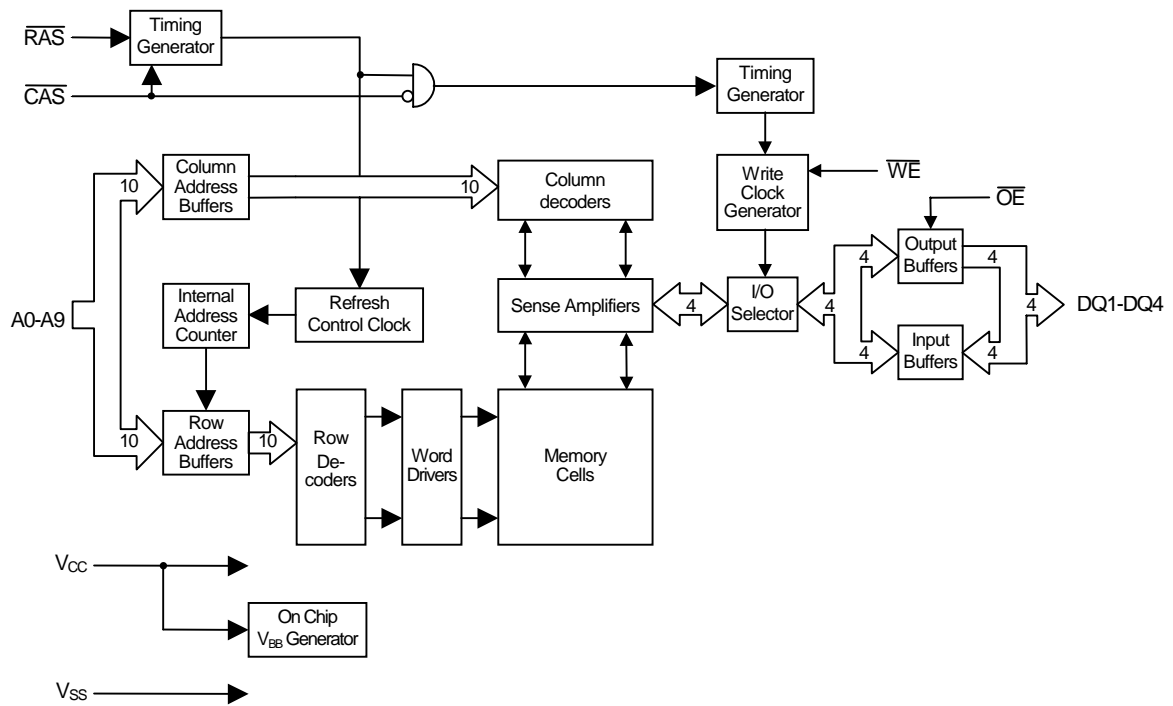 RAS
Timing
Generator
CAS
Timing
Generator
10
Column
Address
Buffers
10
Column
decoders
Write
Clock
Generator
WE
OE
4
Output
Buffers
4
A0-A9
Internal
Address
Counter
Refresh
Control Clock
Sense Amplifiers
4
I/O
Selector
4
4
DQ1-DQ4
4
Input
Buffers
4
10
Row
Address
Buffers
10
Row
De-
coders
Word
Drivers
Memory
Cells
VCC
On Chip
VBB Generator
VSS